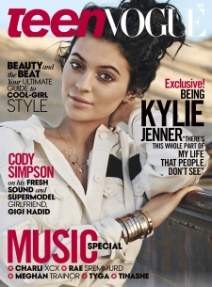 teen VOGUE
BEAUTY and
the BEAT
Your ULTIMATE
GUIDE to
COOL-GIRL
STYLE
Exclusive!
BEING
KYLIE
JENNER
"THERE'S
THIS WHOLE
PART OF
MY LIFE
THAT PEOPLE
DON'T SEE"
CODY
SIMPSON
on his FRESH
SOUND and
SUPERMODEL
GIRLFRIEND,
GIGI HADID
MUSIC SPECIAL
CHARLI XCX RAE SREMMURD
MEGHAN TRAINOR TYGA TINASHE